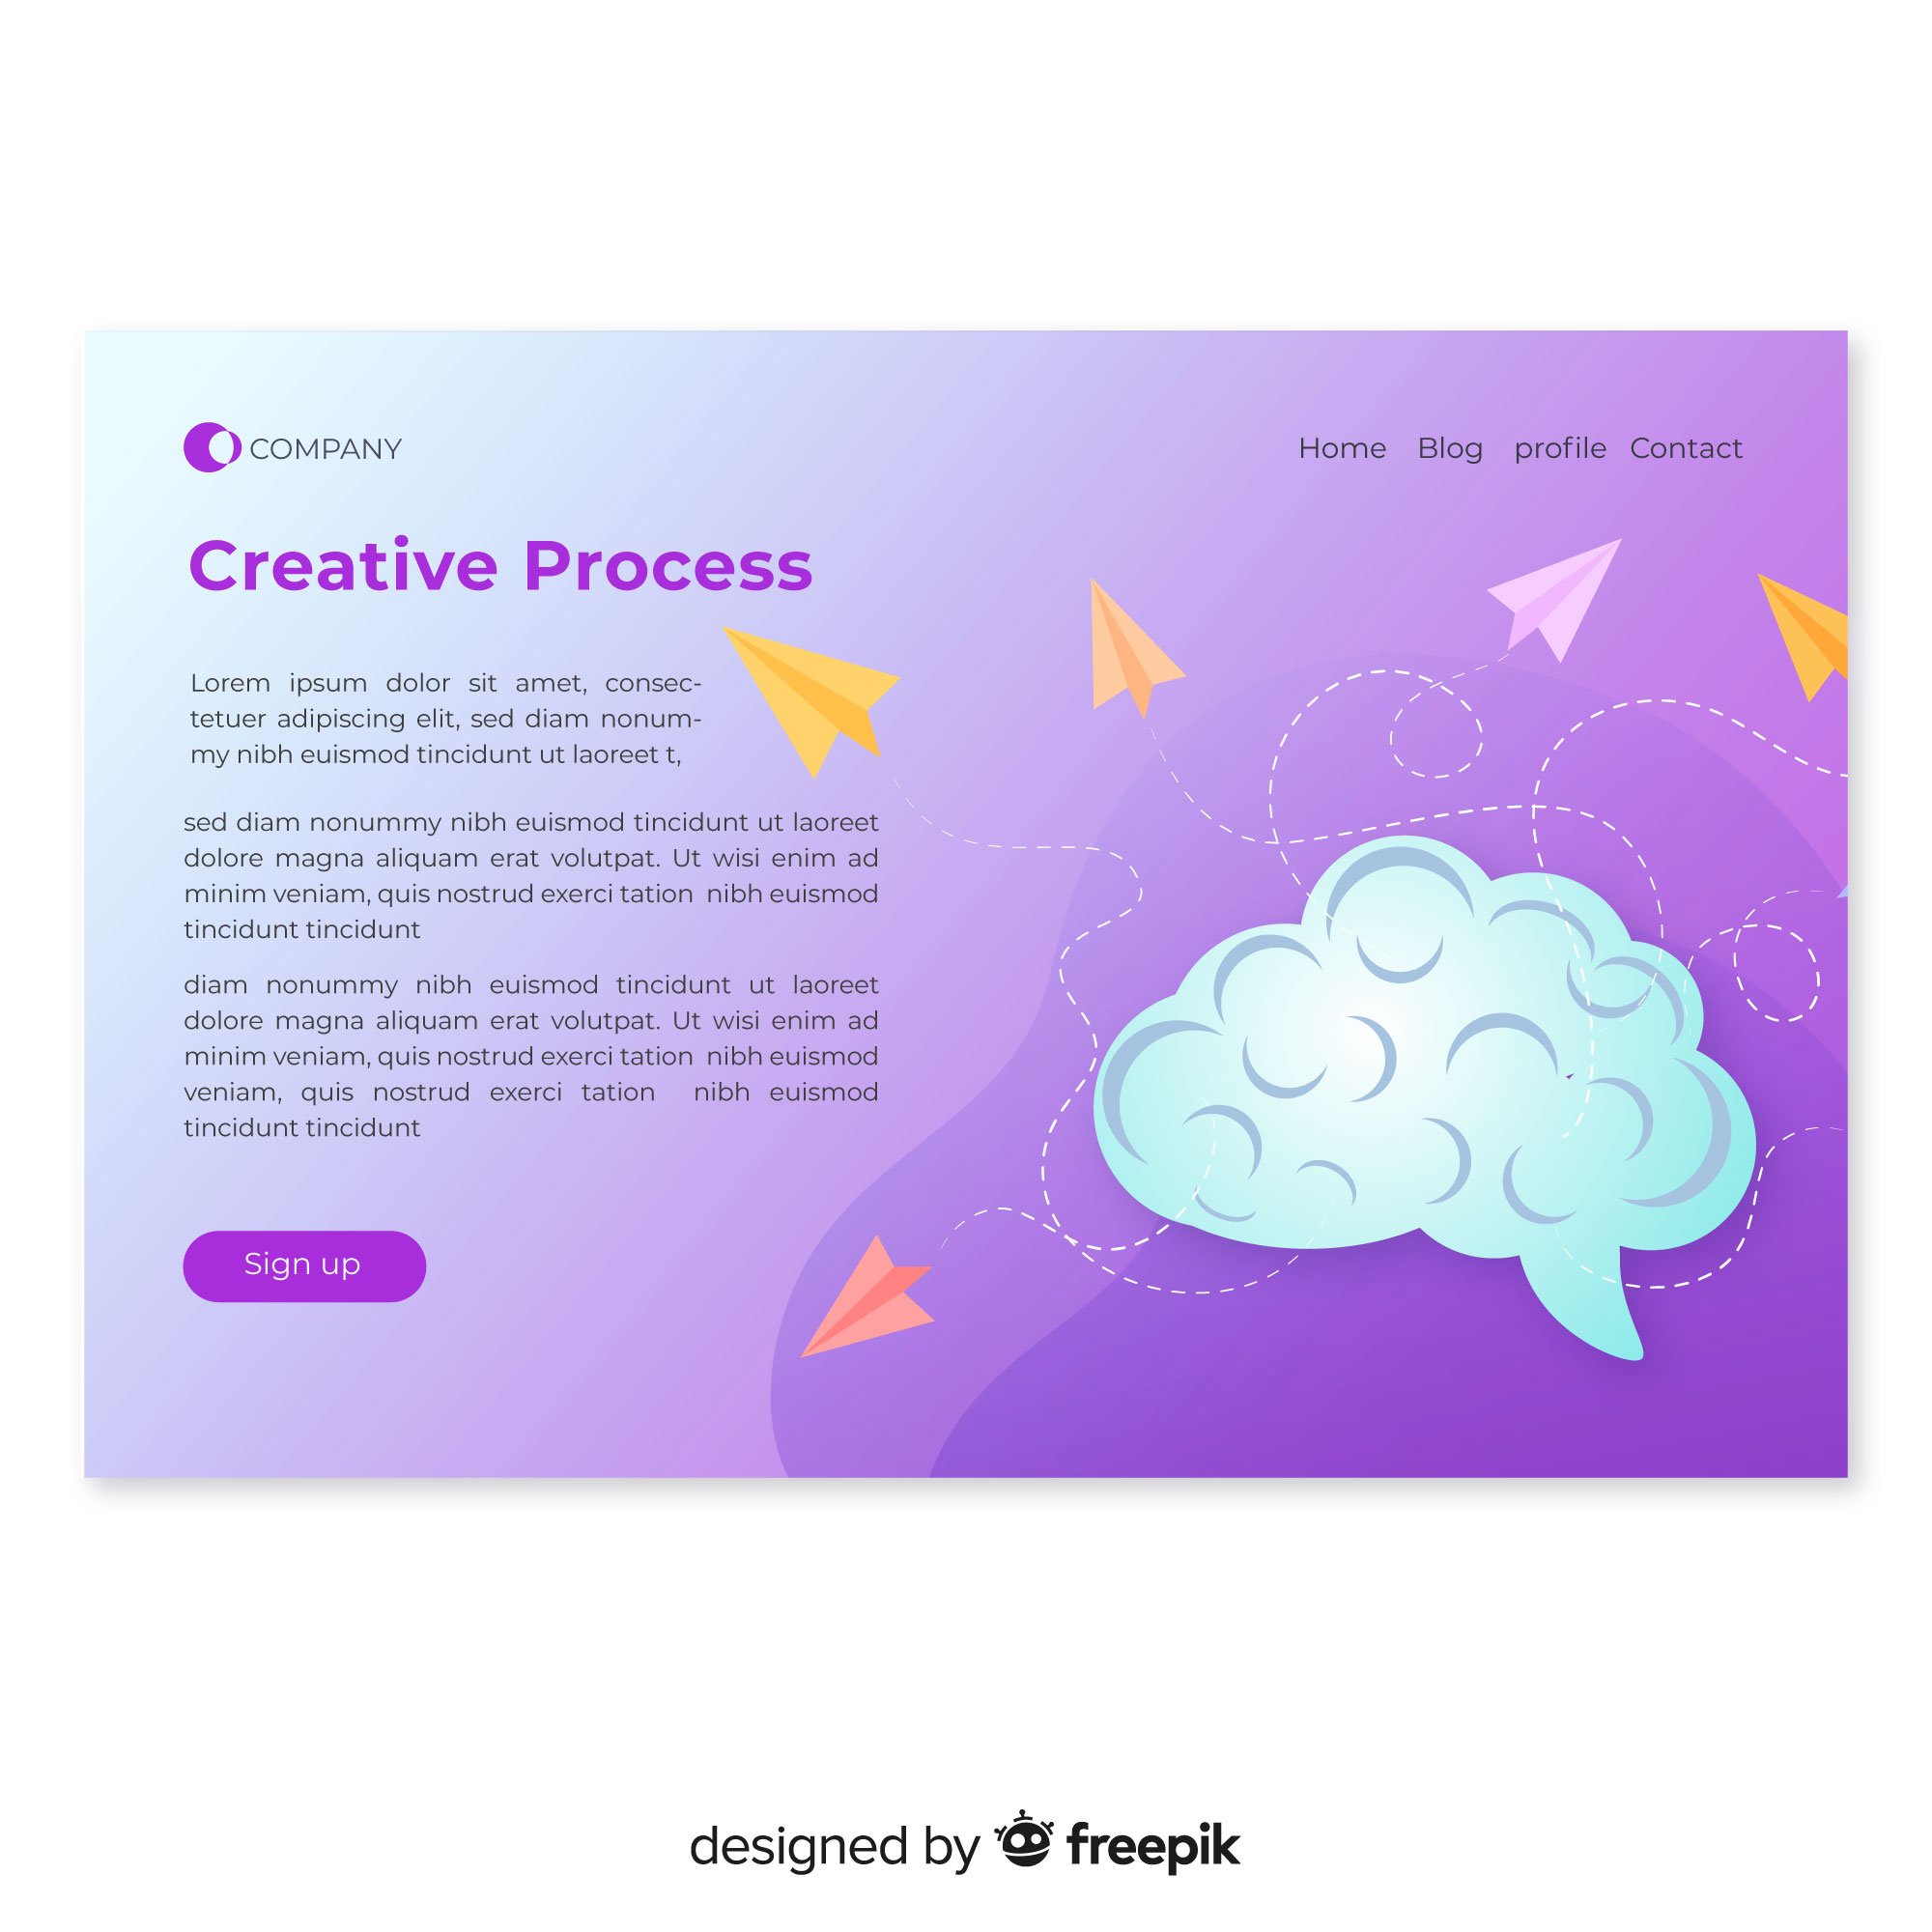 COMPANY
Home Blog profile Contact
Creative Process
Lorem ipsum dolor sit amet, consec-
tetuer adipiscing elit, sed diam nonum-
my nibh euismod tincidunt ut laoreet t,
sed diam nonummy nibh euismod tincidunt ut laoreet
dolore magna aliquam erat volutpat. Ut wisi enim ad
minim veniam, quis nostrud exerci tation nibh euismod
tincidunt tincidunt
diam nonummy nibh euismod tincidunt ut laoreet
dolore magna aliquam erat volutpat. Ut wisi enim ad
minim veniam, quis nostrud exerci tation nibh euismod
veniam, quis nostrud exerci tation nibh euismod
tincidunt tincidunt
Sign up
designed by freepik